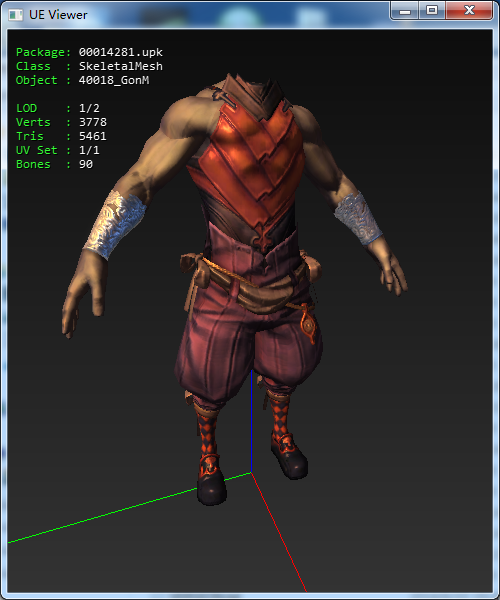 UE Viewer
Package: 00014281.upk
Class : SkeletalMesh
Object : 40018_GonM
LOD : 1/2
Verts : 3778
Tris : 5461
UV Set : 1/1
Bones : 90